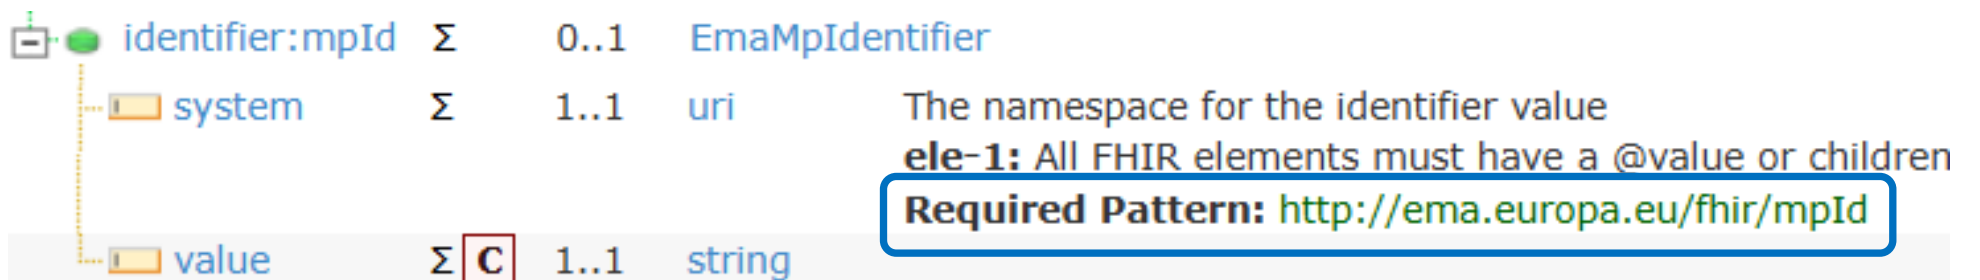 identifier:mpId Σ 0..1 EmaMpIdentifier
system Σ 1..1 uri The namespace for the identifier value
ele-1: All FHIR elements must have a @value or children
Required Pattern: http://ema.europa.eu/fhir/mpId
value Σ C 1..1 string